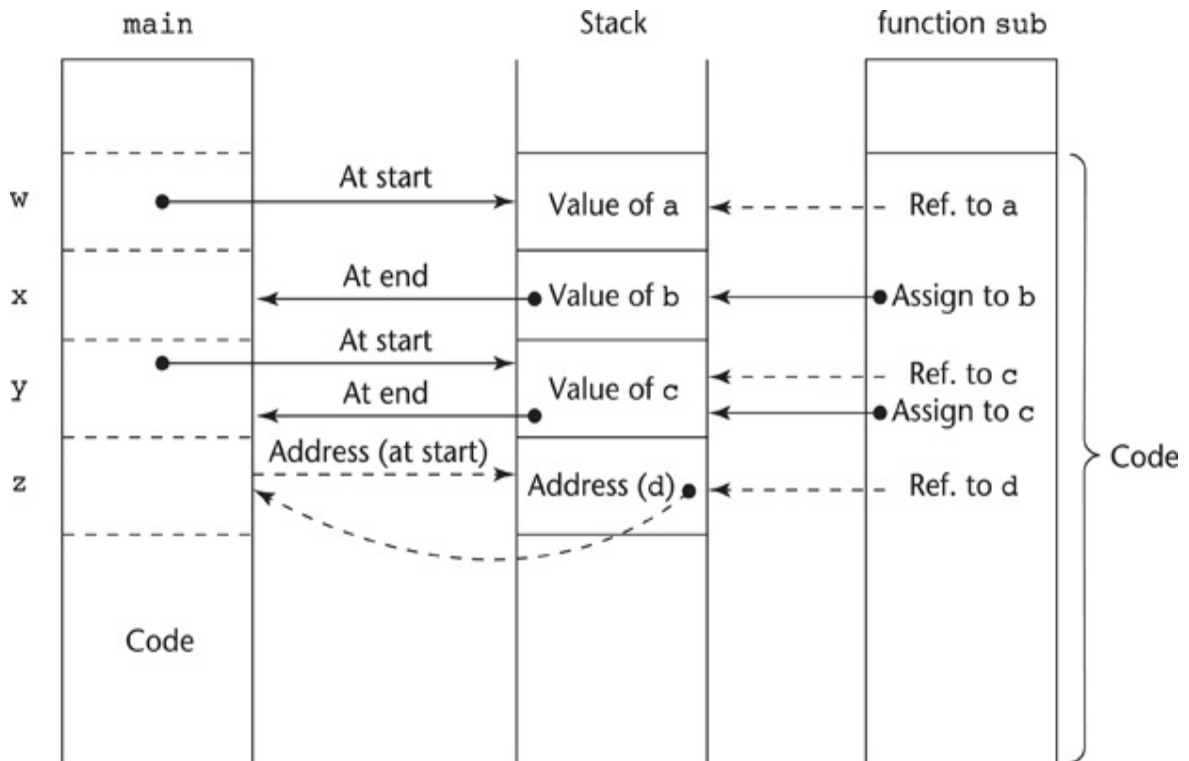 main Stack function sub
w At start Value of a Ref. to a
x At end Value of b Assign to b
At start
y Value of c Ref. to c
At end Assign to c
Address (at start)
z Address (d) Ref. to d
Code
Code